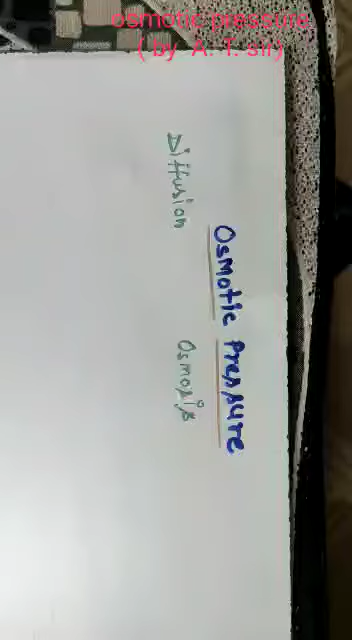 osmotic pressure
( by A. T. sir)
Osmotic Pressure
Diffusion Osmosis